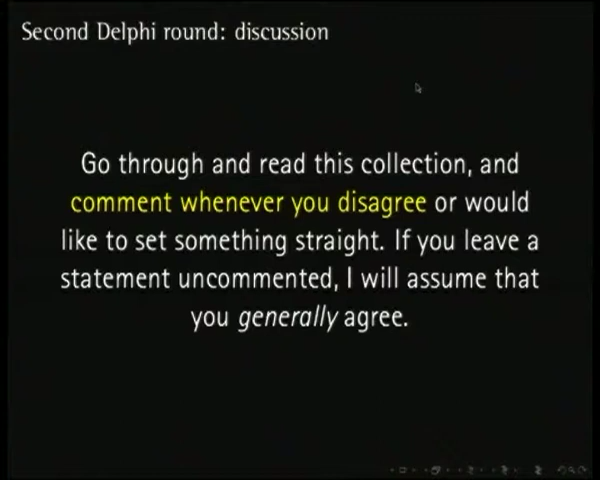 Second Delphi round: discussion
Go through and read this collection, and
comment whenever you disagree or would
like to set something straight. If you leave a
statement uncommented, I will assume that
you generally agree.